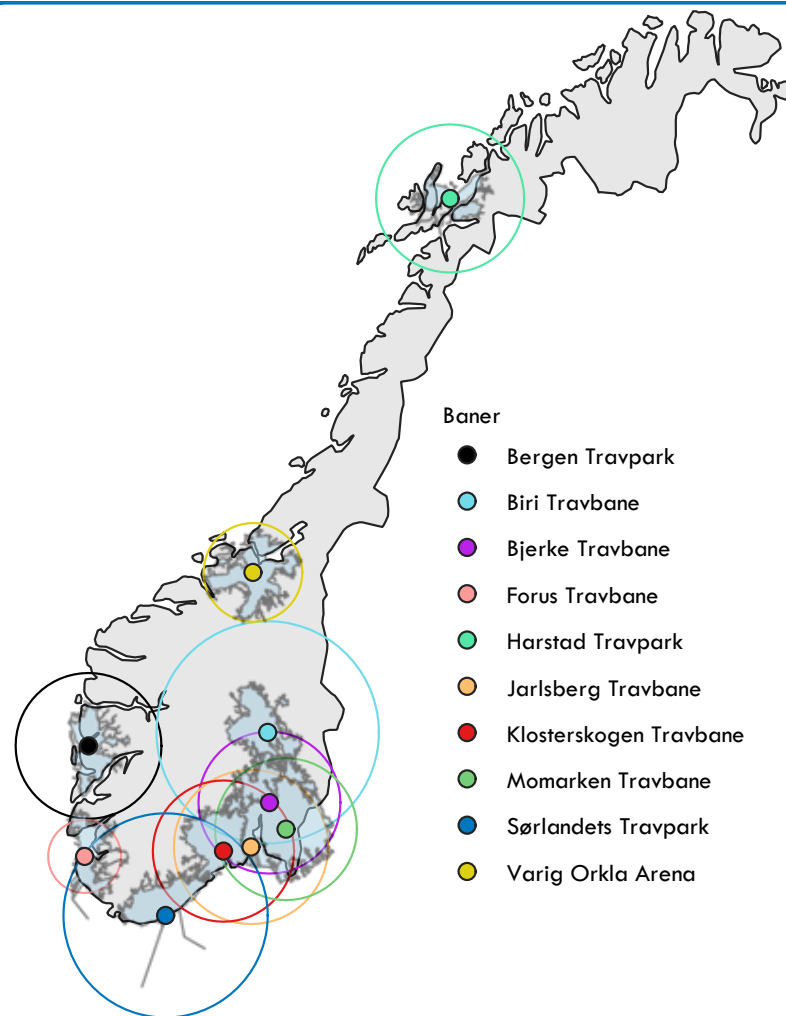 Baner
Bergen Travpark
Biri Travbane
Bjerke Travbane
Forus Travbane
Harstad Travpark
Jarlsberg Travbane
Klosterskogen Travbane
Momarken Travbane
Sørlandets Travpark
Varig Orkla Arena